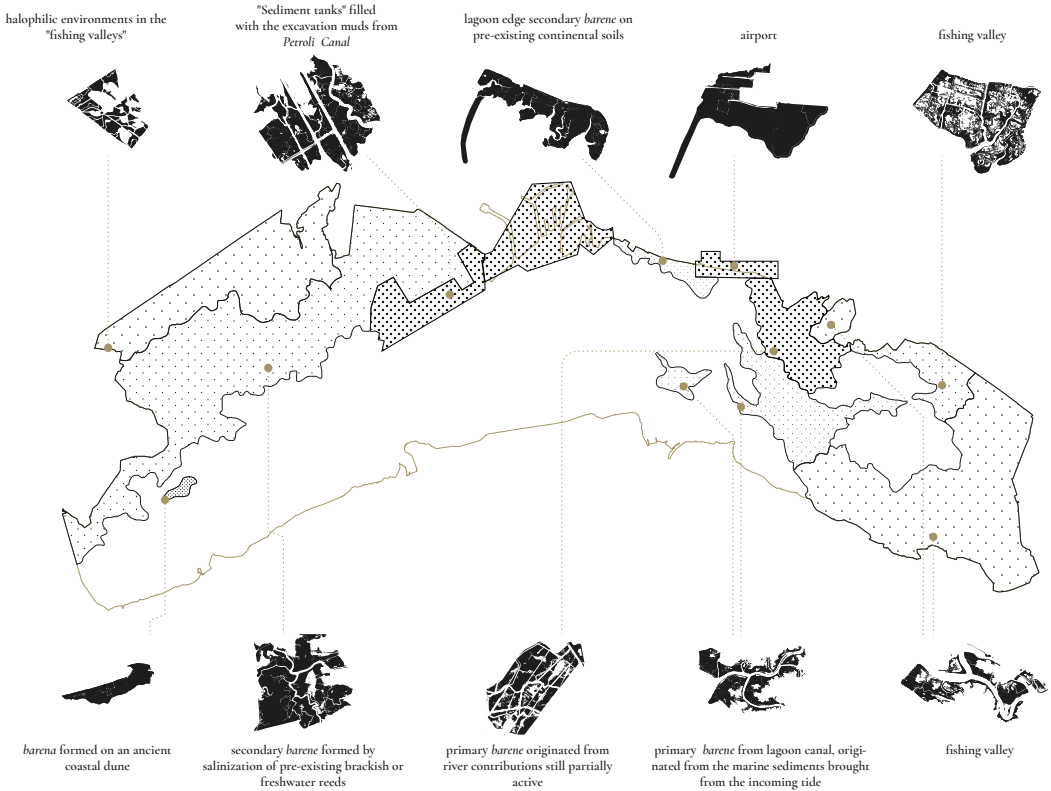 halophilic environments in the
"fishing valleys"
"Sediment tanks" filled
with the excavation muds from
Petroli Canal
lagoon edge secondary barene on
pre-existing continental soils
airport
fishing valley
barena formed on an ancient
coastal dune
secondary barene formed by
salinization of pre-existing brackish or
freshwater reeds
primary barene originated from
river contributions still partially
active
primary barene from lagoon canal, origi-
nated from the marine sediments brought
from the incoming tide
fishing valley